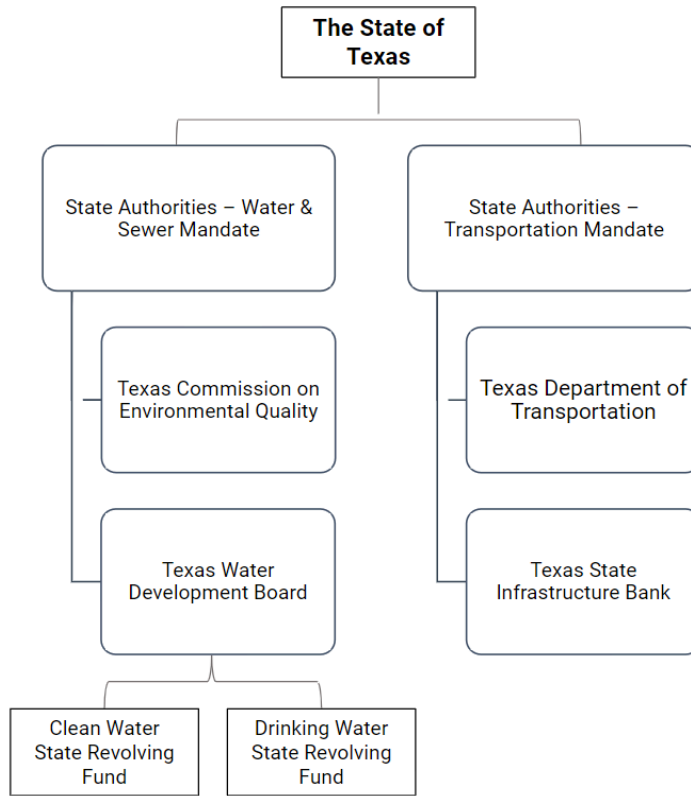 The State of
Texas
State Authorities – Water &
Sewer Mandate
State Authorities –
Transportation Mandate
Texas Commission on
Environmental Quality
Texas Department of
Transportation
Texas Water
Development Board
Texas State
Infrastructure Bank
Clean Water
State Revolving
Fund
Drinking Water
State Revolving
Fund